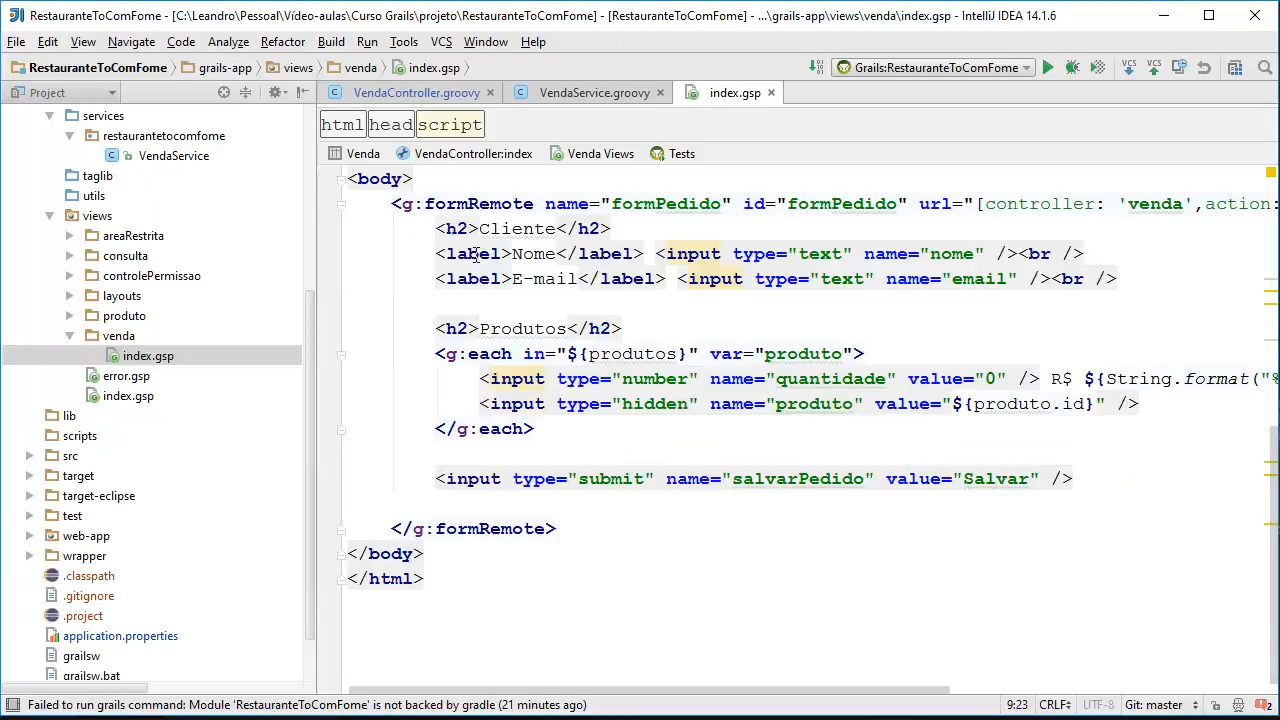 RestauranteToComFome - [C:\Leandro\Pessoal\Vídeo-aulas\Curso Grails\projeto\RestauranteToComFome] - [RestauranteToComFome] - ...\grails-app\views\venda\index.gsp - IntelliJ IDEA 14.1.6
File Edit View Navigate Code Analyze Refactor Build Run Tools VCS Window Help
RestauranteToComFome grails-app views venda index.gsp Grails:RestauranteToComFome VCS VCS
Project VendaController.groovy VendaService.groovy index.gsp
html head script
Venda VendaController:index Venda Views Tests
services
restaurantetocomfome
VendaService
taglib
utils
views
areaRestrita
consulta
controlePermissao
layouts
produto
venda
index.gsp
error.gsp
index.gsp
lib
scripts
src
target
target-eclipse
test
web-app
wrapper
.classpath
.gitignore
.project
application.properties
grailsw
grailsw.bat
<body>
<g:formRemote name="formPedido" id="formPedido" url="[controller: 'venda',action:
<h2>Cliente</h2>
<label>Nome</label> <input type="text" name="nome" /><br />
<label>E-mail</label> <input type="text" name="email" /><br />
<h2>Produtos</h2>
<g:each in="${produtos}" var="produto">
<input type="number" name="quantidade" value="0" /> R$ ${String.format("%
<input type="hidden" name="produto" value="${produto.id}" />
</g:each>
<input type="submit" name="salvarPedido" value="Salvar" />
</g:formRemote>
</body>
</html>
Failed to run grails command: Module 'RestauranteToComFome' is not backed by gradle (21 minutes ago) 9:23 CRLF UTF-8 Git: master